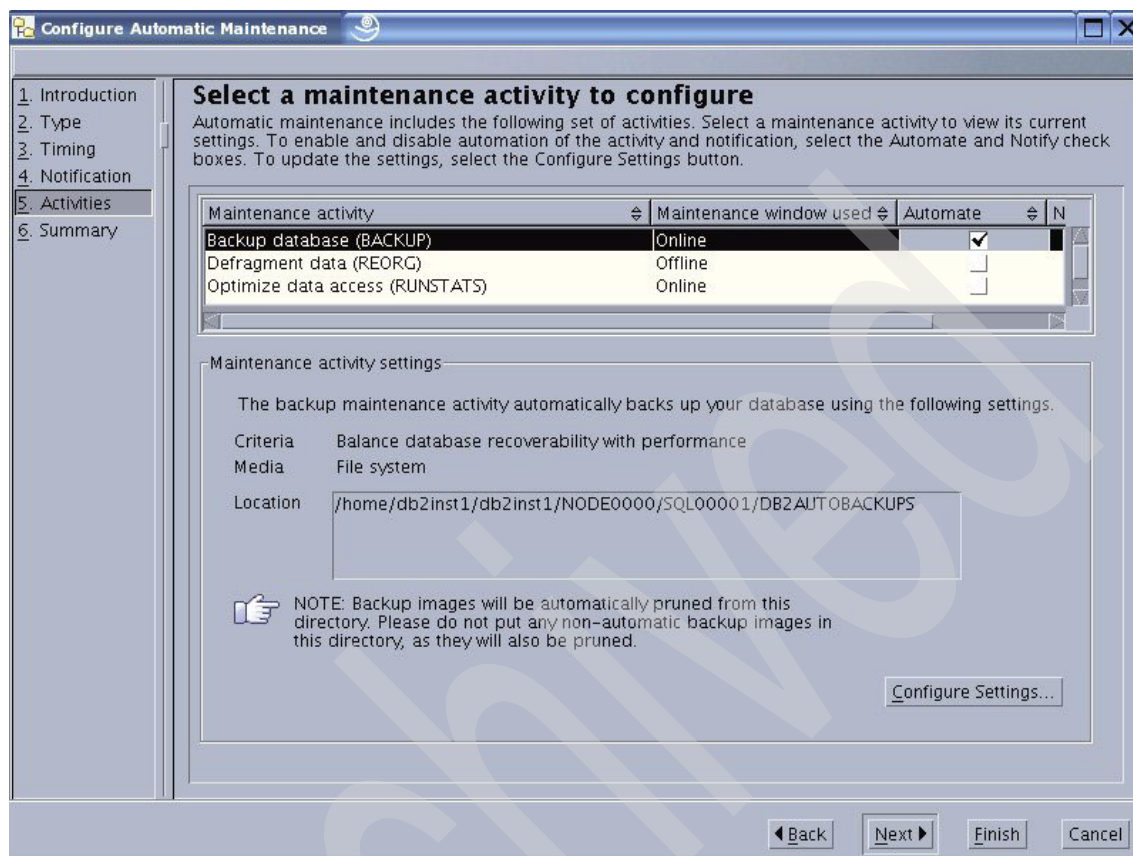 Configure Automatic Maintenance
1. Introduction
2. Type
3. Timing
4. Notification
5. Activities
6. Summary
Select a maintenance activity to configure
Automatic maintenance includes the following set of activities. Select a maintenance activity to view its current
settings. To enable and disable automation of the activity and notification, select the Automate and Notify check
boxes. To update the settings, select the Configure Settings button.
Maintenance activity Maintenance window used Automate N
Backup database (BACKUP) Online
Defragment data (REORG) Offline
Optimize data access (RUNSTATS) Online
Maintenance activity settings
The backup maintenance activity automatically backs up your database using the following settings.
Criteria Balance database recoverability with performance
Media File system
Location /home/db2inst1/db2inst1/NODE0000/SQL00001/DB2AUTOBACKUPS
NOTE: Backup images will be automatically pruned from this
directory. Please do not put any non-automatic backup images in
this directory, as they will also be pruned.
Configure Settings...
Back Next Finish Cancel